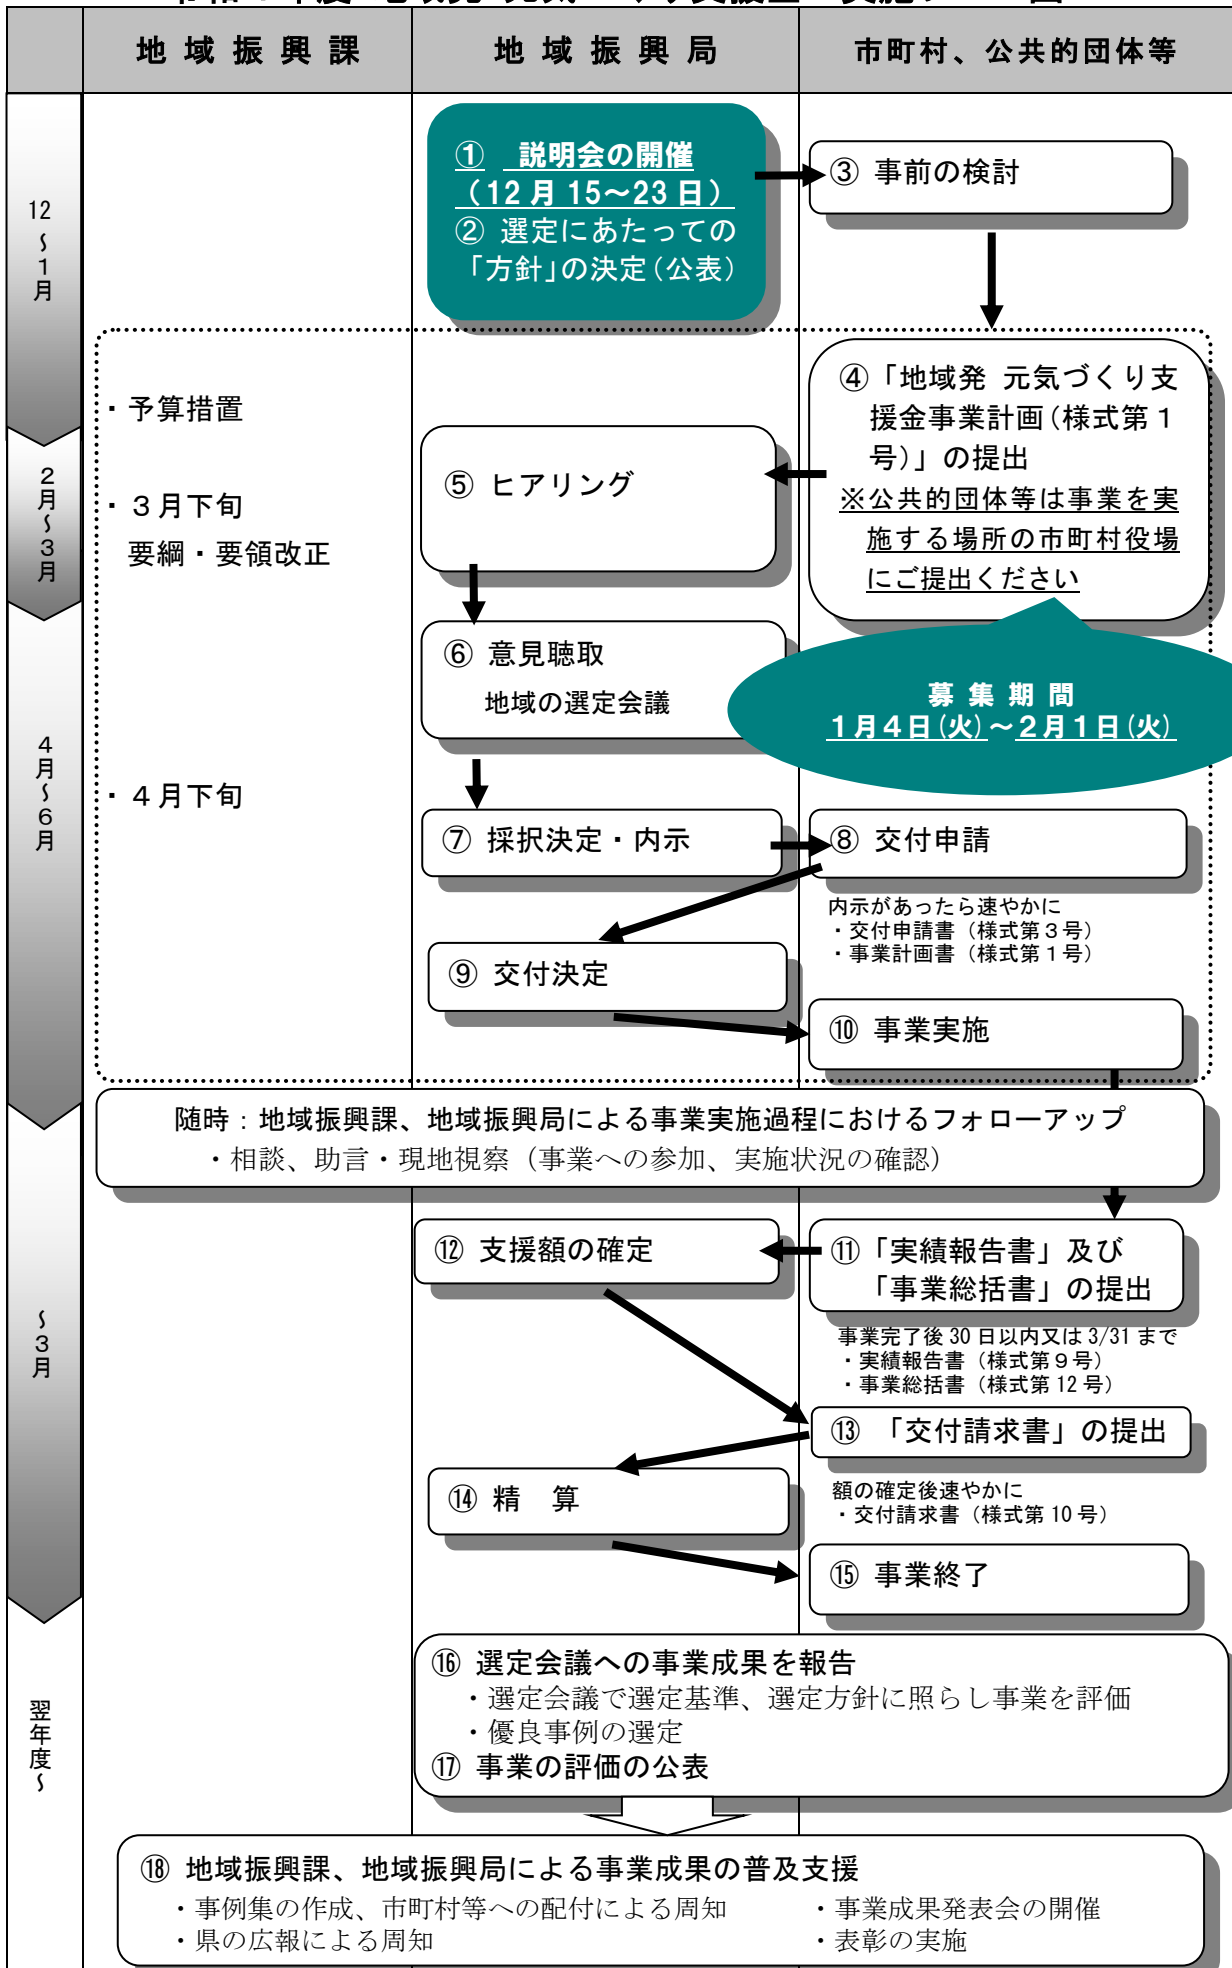 地域振興課
地域振興局
市町村、公共的団体等
12～1月
① 説明会の開催
（12月15～23日）
② 選定にあたっての
「方針」の決定（公表）
③ 事前の検討
④「地域発 元気づくり支
援金事業計画（様式第1
号）」の提出
※公共的団体等は事業を実
施する場所の市町村役場
にご提出ください
・予算措置
2月～3月
・3月下旬
要綱・要領改正
⑤ ヒアリング
⑥ 意見聴取
地域の選定会議
募集期間
1月4日(火)～2月1日(火)
4月～6月
・4月下旬
⑦ 採択決定・内示
⑧ 交付申請
内示があったら速やかに
・交付申請書（様式第3号）
・事業計画書（様式第1号）
⑨ 交付決定
⑩ 事業実施
随時：地域振興課、地域振興局による事業実施過程におけるフォローアップ
・相談、助言・現地視察（事業への参加、実施状況の確認）
～3月
⑫ 支援額の確定
⑪「実績報告書」及び
「事業総括書」の提出
事業完了後30日以内又は3/31まで
・実績報告書（様式第9号）
・事業総括書（様式第12号）
⑬ 「交付請求書」の提出
額の確定後速やかに
・交付請求書（様式第10号）
⑭ 精 算
⑮ 事業終了
翌年度～
⑯ 選定会議への事業成果を報告
・選定会議で選定基準、選定方針に照らし事業を評価
・優良事例の選定
⑰ 事業の評価の公表
⑱ 地域振興課、地域振興局による事業成果の普及支援
・事例集の作成、市町村等への配付による周知
・事業成果発表会の開催
・県の広報による周知
・表彰の実施